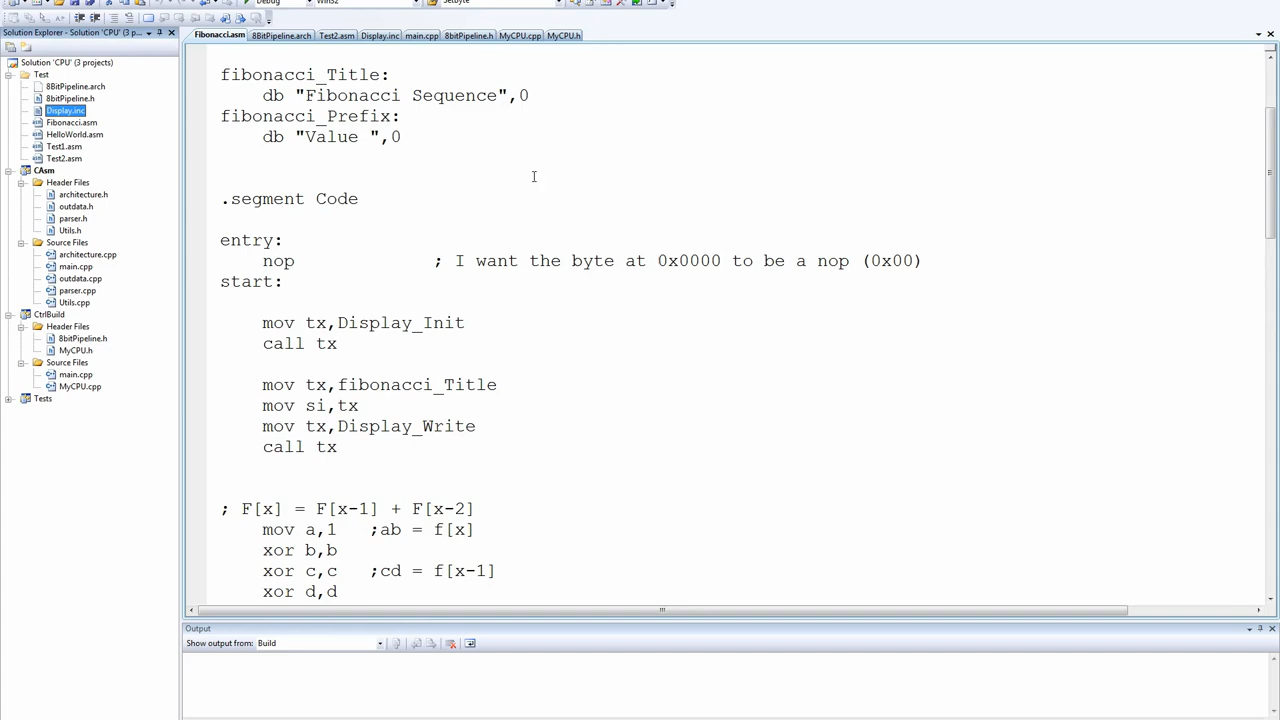 Debug Win32 Setbyte
Solution Explorer - Solution 'CPU' (3 p...
Solution 'CPU' (3 projects)
Test
8BitPipeline.arch
8bitPipeline.h
Display.inc
Fibonacci.asm
HelloWorld.asm
Test1.asm
Test2.asm
CAsm
Header Files
architecture.h
outdata.h
parser.h
Utils.h
Source Files
architecture.cpp
main.cpp
outdata.cpp
parser.cpp
Utils.cpp
CtrlBuild
Header Files
8bitPipeline.h
MyCPU.h
Source Files
main.cpp
MyCPU.cpp
Tests
Fibonacci.asm 8BitPipeline.arch Test2.asm Display.inc main.cpp 8bitPipeline.h MyCPU.cpp MyCPU.h
fibonacci_Title:
db "Fibonacci Sequence",0
fibonacci_Prefix:
db "Value ",0
.segment Code
entry:
nop ; I want the byte at 0x0000 to be a nop (0x00)
start:
mov tx,Display_Init
call tx
mov tx,fibonacci_Title
mov si,tx
mov tx,Display_Write
call tx
; F[x] = F[x-1] + F[x-2]
mov a,1 ;ab = f[x]
xor b,b
xor c,c ;cd = f[x-1]
xor d,d
Output
Show output from: Build